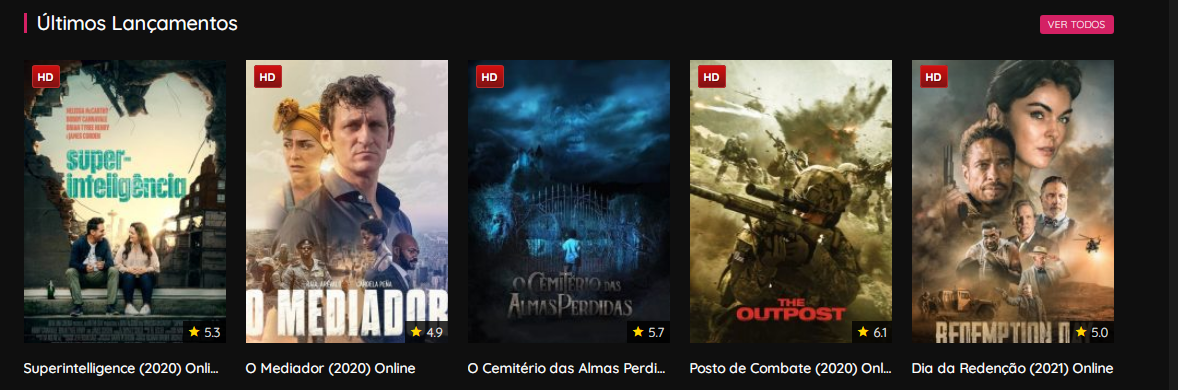 Últimos Lançamentos
VER TODOS
HD
HD
HD
HD
HD
MELISSA McCARTHY
BOBBY CANNAVALE
BRIAN TYREE HENRY
JAMES CORDEN
super-
inteligência
RAÚL ARÉVALO
CANDELA PEÑA
O MEDIADOR
O CEMITÉRIO DAS
ALMAS PERDIDAS
THE
OUTPOST
REDEMPTION D
5.3
4.9
5.7
6.1
5.0
Superintelligence (2020) Onli...
O Mediador (2020) Online
O Cemitério das Almas Perdi...
Posto de Combate (2020) Onl...
Dia da Redenção (2021) Online